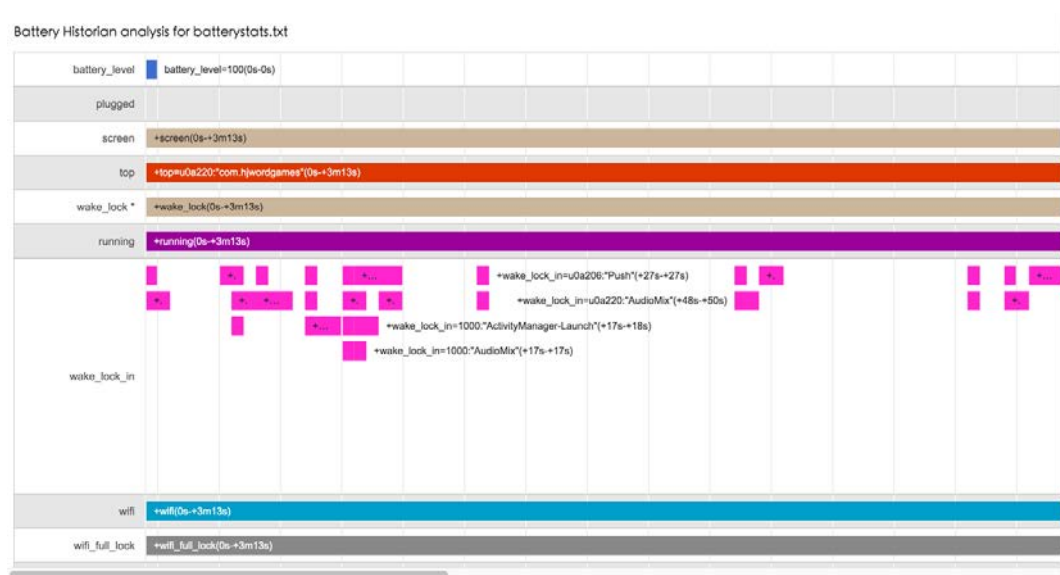 Battery Historian analysis for batterystats.txt
battery_level battery_level=100(0s-0s)
plugged
screen +screen(0s-+3m13s)
top +top=u0a220:"com.hjwordgames"(0s-+3m13s)
wake_lock * +wake_lock(0s-+3m13s)
running +running(0s-+3m13s)
+. +... +wake_lock_in=u0a206:"Push"(+27s-+27s) +. +...
+. +. +... +. +. +wake_lock_in=u0a220:"AudioMix"(+48s-+50s) +.
+... +wake_lock_in=1000:"ActivityManager-Launch"(+17s-+18s)
+wake_lock_in=1000:"AudioMix"(+17s-+17s)
wake_lock_in
wifi +wifi(0s-+3m13s)
wifi_full_lock +wifi_full_lock(0s-+3m13s)